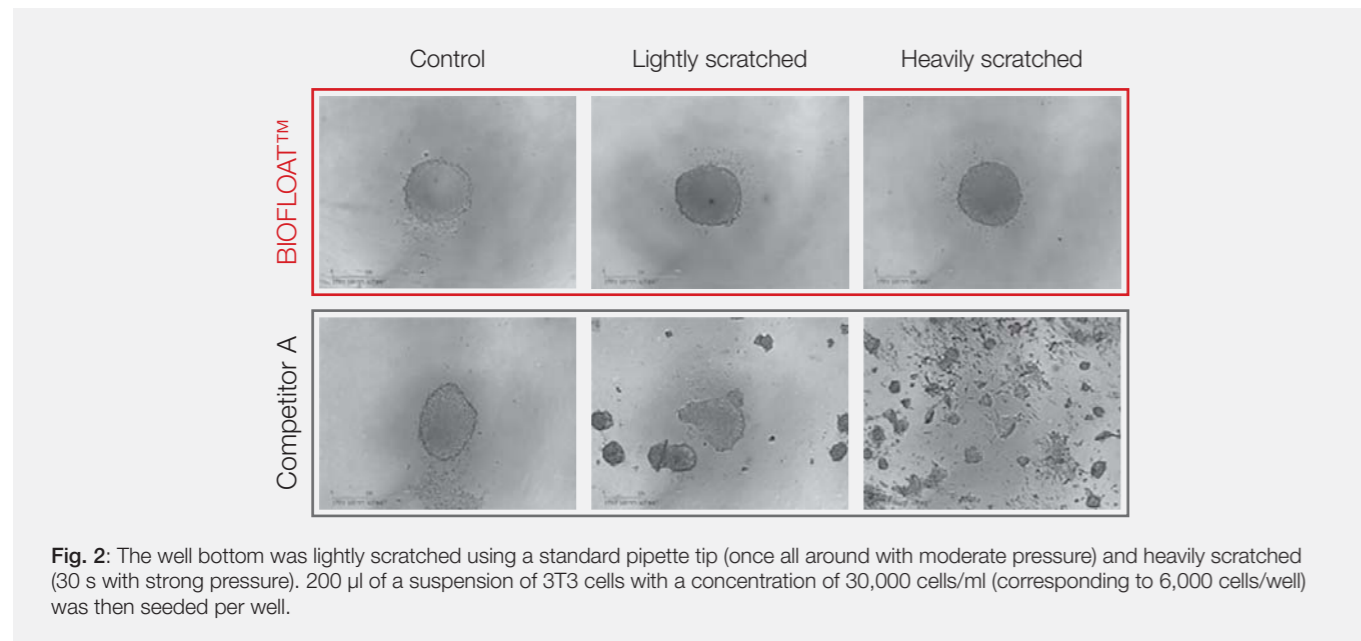 Control Lightly scratched Heavily scratched
BIOFLOAT™
Competitor A
Fig. 2: The well bottom was lightly scratched using a standard pipette tip (once all around with moderate pressure) and heavily scratched
(30 s with strong pressure). 200 µl of a suspension of 3T3 cells with a concentration of 30,000 cells/ml (corresponding to 6,000 cells/well)
was then seeded per well.